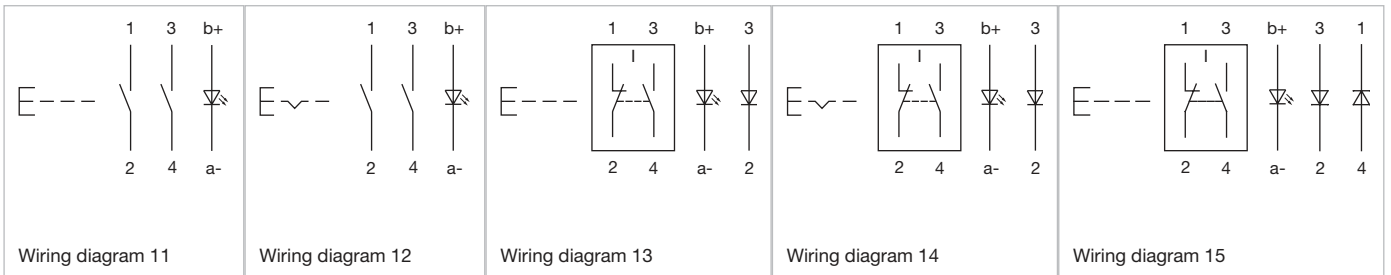 1 3 b+
2 4 a-
Wiring diagram 11
1 3 b+
2 4 a-
Wiring diagram 12
1 3 b+ 3
I
2 4 a- 2
Wiring diagram 13
1 3 b+ 3
I
2 4 a- 2
Wiring diagram 14
1 3 b+ 3 1
I
2 4 a- 2 4
Wiring diagram 15